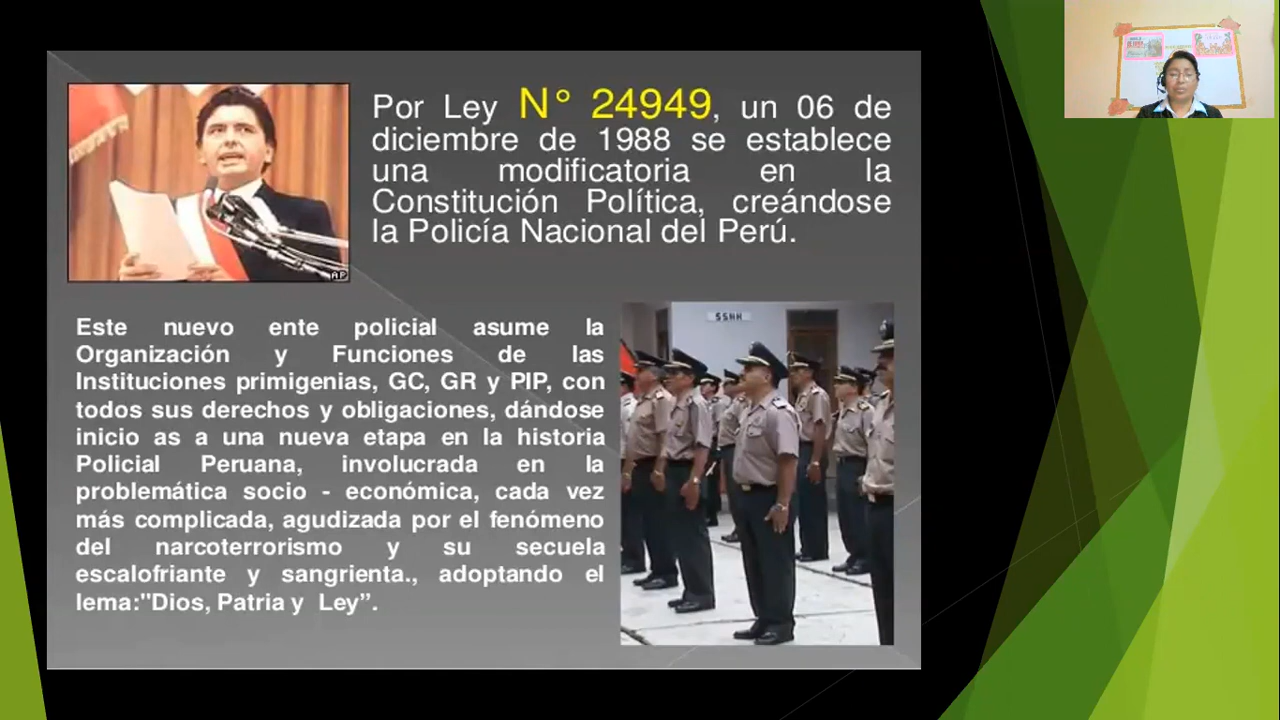 Por Ley N° 24949, un 06 de
diciembre de 1988 se establece
una modificatoria en la
Constitución Política, creándose
la Policía Nacional del Perú.
AP
Este nuevo ente policial asume la
Organización y Funciones de las
Instituciones primigenias, GC, GR y PIP, con
todos sus derechos y obligaciones, dándose
inicio as a una nueva etapa en la historia
Policial Peruana, involucrada en la
problemática socio - económica, cada vez
más complicada, agudizada por el fenómeno
del narcoterrorismo y su secuela
escalofriante y sangrienta., adoptando el
lema:"Dios, Patria y Ley”.
SSHH